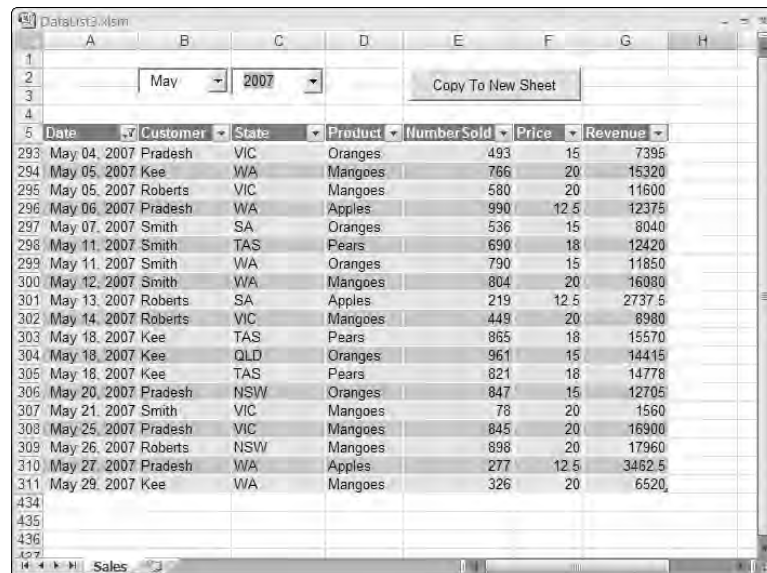 DataList3.xlsm
A B C D E F G H
1
2 May 2007 Copy To New Sheet
3
4
5 Date Customer State Product NumberSold Price Revenue
293 May 04, 2007 Pradesh VIC Oranges 493 15 7395
294 May 05, 2007 Kee WA Mangoes 766 20 15320
295 May 05, 2007 Roberts VIC Mangoes 580 20 11600
296 May 06, 2007 Pradesh WA Apples 990 12.5 12375
297 May 07, 2007 Smith SA Oranges 536 15 8040
298 May 11, 2007 Smith TAS Pears 690 18 12420
299 May 11, 2007 Smith WA Oranges 790 15 11850
300 May 12, 2007 Smith WA Mangoes 804 20 16080
301 May 13, 2007 Roberts SA Apples 219 12.5 2737.5
302 May 14, 2007 Roberts VIC Mangoes 449 20 8980
303 May 18, 2007 Kee TAS Pears 865 18 15570
304 May 18, 2007 Kee QLD Oranges 961 15 14415
305 May 18, 2007 Kee TAS Pears 821 18 14778
306 May 20, 2007 Pradesh NSW Oranges 847 15 12705
307 May 21, 2007 Smith VIC Mangoes 78 20 1560
308 May 25, 2007 Pradesh VIC Mangoes 845 20 16900
309 May 26, 2007 Roberts NSW Mangoes 898 20 17960
310 May 27, 2007 Pradesh WA Apples 277 12.5 3462.5
311 May 29, 2007 Kee WA Mangoes 326 20 6520
434
435
436
437
Sales